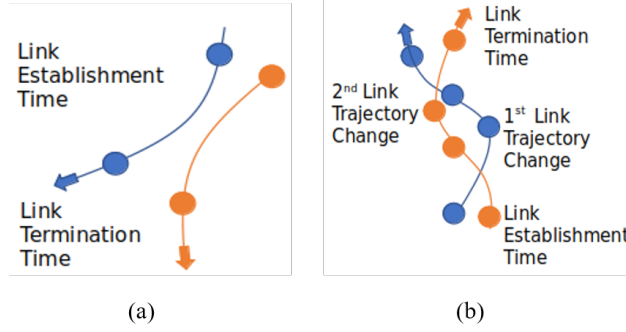 Link
Establishment
Time
Link
Termination
Time
(a)
Link
Termination
Time
2nd Link
Trajectory
Change
1st Link
Trajectory
Change
Link
Establishment
Time
(b)